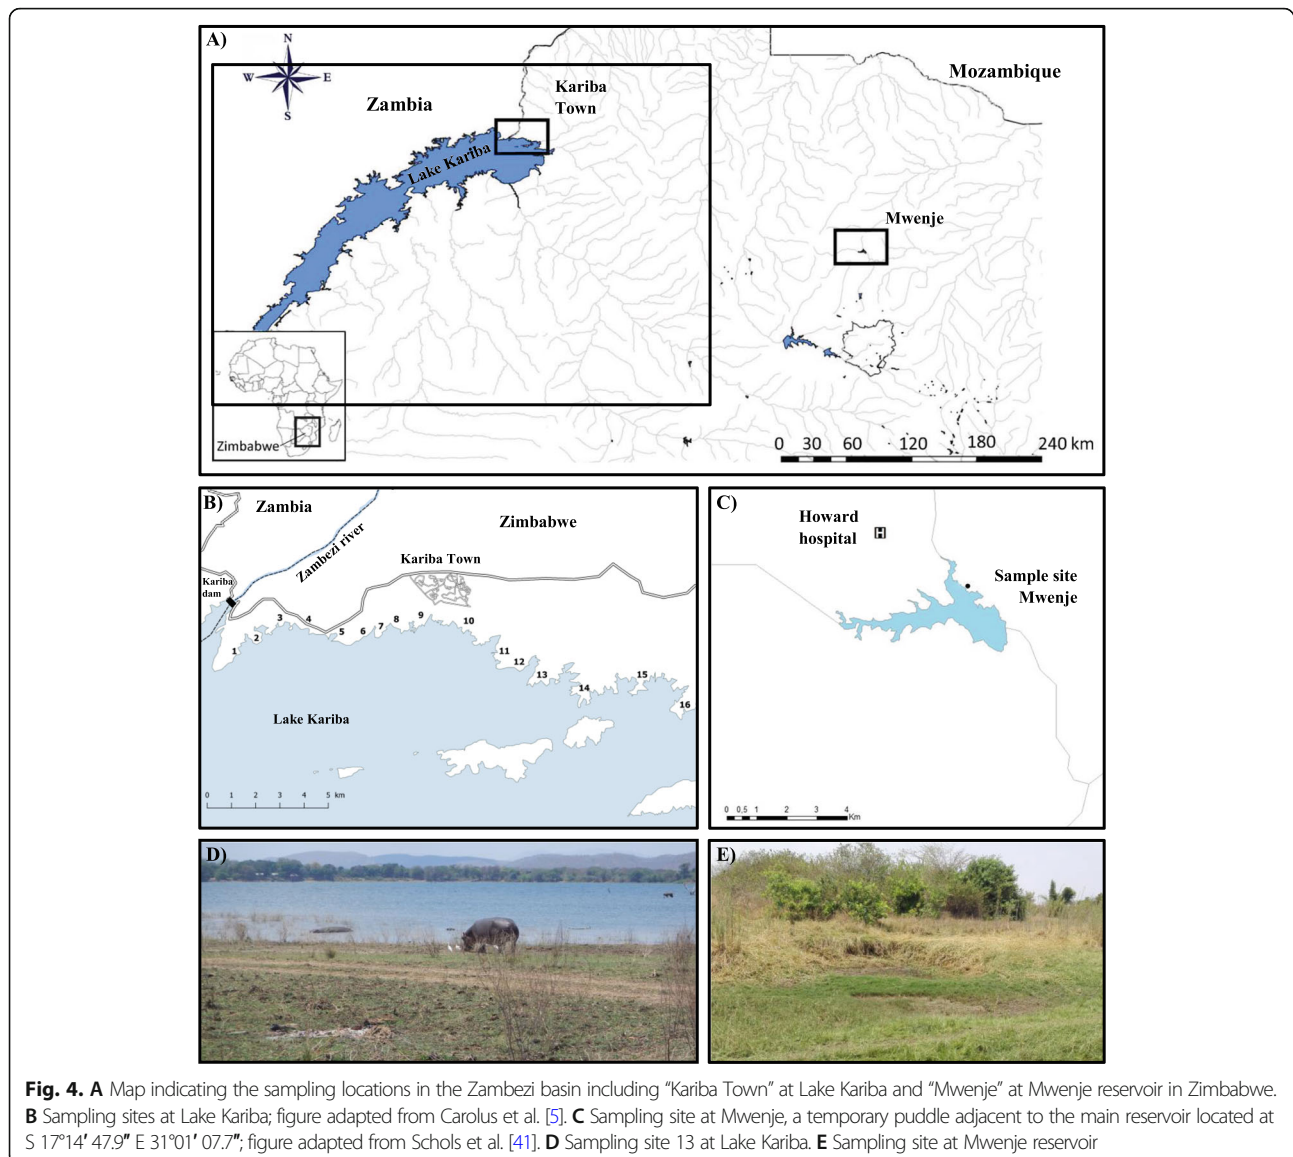 A)
N
W E
S
Zambia
Kariba
Town
Mozambique
Lake Kariba
Mwenje
Zimbabwe
0 30 60 120 180 240 km
B)
Zambia
Zambezi river
Zimbabwe
Kariba Town
Kariba
dam
1
2
3
4
5
6
7
8
9
10
11
12
13
14
15
16
Lake Kariba
0 1 2 3 4 5 km
C)
Howard
hospital
H
Sample site
Mwenje
0 0,5 1 2 3 4
Km
D)
E)
Fig. 4. A Map indicating the sampling locations in the Zambezi basin including “Kariba Town” at Lake Kariba and “Mwenje” at Mwenje reservoir in Zimbabwe.
B Sampling sites at Lake Kariba; figure adapted from Carolus et al. [5]. C Sampling site at Mwenje, a temporary puddle adjacent to the main reservoir located at
S 17°14′ 47.9″ E 31°01′ 07.7″; figure adapted from Schols et al. [41]. D Sampling site 13 at Lake Kariba. E Sampling site at Mwenje reservoir